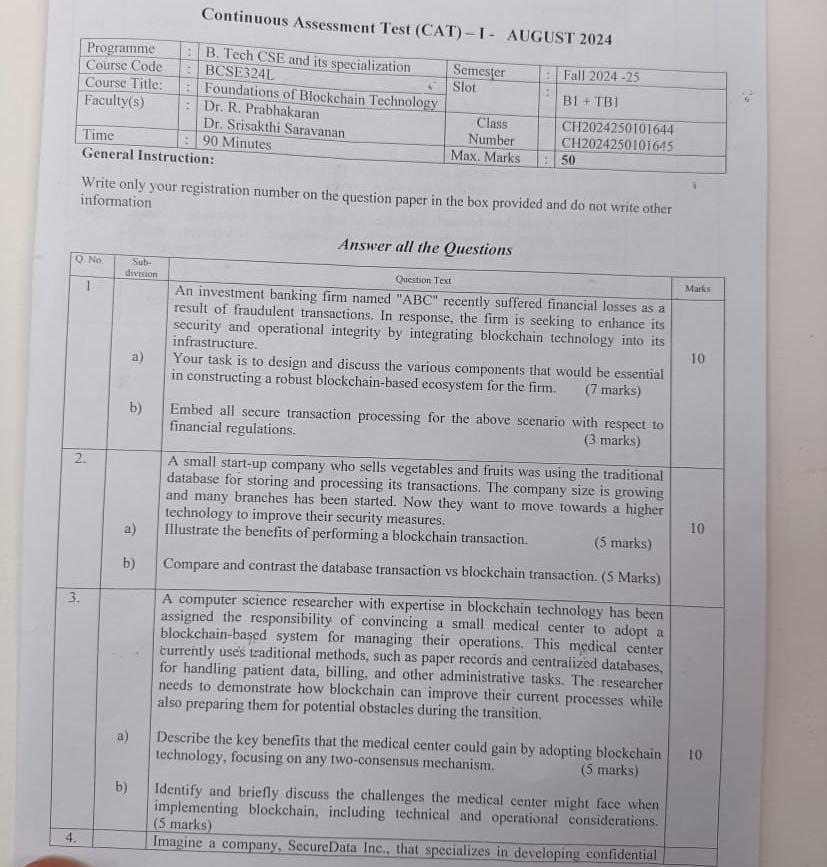 Continuous Assessment Test (CAT) – I - AUGUST 2024
Programme : B. Tech CSE and its specialization Semester : Fall 2024 -25
Course Code : BCSE324L Slot : B1 + TB1
Course Title: : Foundations of Blockchain Technology
Faculty(s) : Dr. R. Prabhakaran Class CH2024250101644
Dr. Srisakthi Saravanan Number CH2024250101645
Time : 90 Minutes Max. Marks : 50
General Instruction:
Write only your registration number on the question paper in the box provided and do not write other
information
Answer all the Questions
Q. No. Sub- division Question Text Marks
1 An investment banking firm named "ABC" recently suffered financial losses as a
result of fraudulent transactions. In response, the firm is seeking to enhance its
security and operational integrity by integrating blockchain technology into its
infrastructure.
a) Your task is to design and discuss the various components that would be essential 10
in constructing a robust blockchain-based ecosystem for the firm. (7 marks)
b) Embed all secure transaction processing for the above scenario with respect to
financial regulations. (3 marks)
2. A small start-up company who sells vegetables and fruits was using the traditional
database for storing and processing its transactions. The company size is growing
and many branches has been started. Now they want to move towards a higher
technology to improve their security measures. 10
a) Illustrate the benefits of performing a blockchain transaction. (5 marks)
b) Compare and contrast the database transaction vs blockchain transaction. (5 Marks)
3. A computer science researcher with expertise in blockchain technology has been
assigned the responsibility of convincing a small medical center to adopt a
blockchain-based system for managing their operations. This medical center
currently uses traditional methods, such as paper records and centralized databases,
for handling patient data, billing, and other administrative tasks. The researcher
needs to demonstrate how blockchain can improve their current processes while
also preparing them for potential obstacles during the transition.
a) Describe the key benefits that the medical center could gain by adopting blockchain 10
technology, focusing on any two-consensus mechanism. (5 marks)
b) Identify and briefly discuss the challenges the medical center might face when
implementing blockchain, including technical and operational considerations.
(5 marks)
4. Imagine a company, SecureData Inc., that specializes in developing confidential